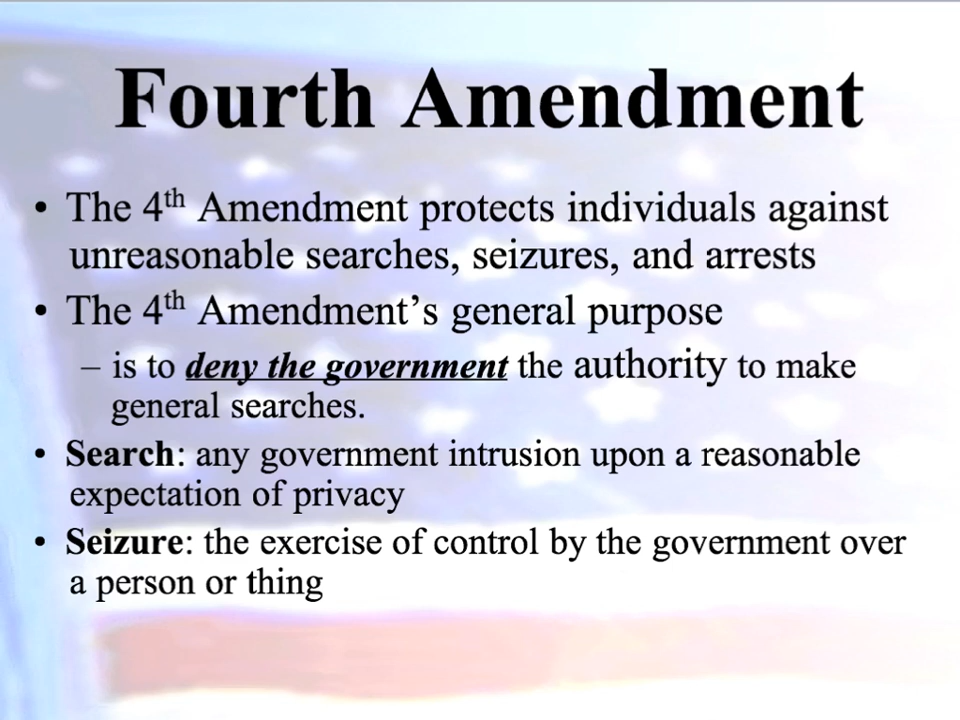 Fourth Amendment
• The 4th Amendment protects individuals against
unreasonable searches, seizures, and arrests
• The 4th Amendment’s general purpose
– is to deny the government the authority to make
general searches.
• Search: any government intrusion upon a reasonable
expectation of privacy
• Seizure: the exercise of control by the government over
a person or thing